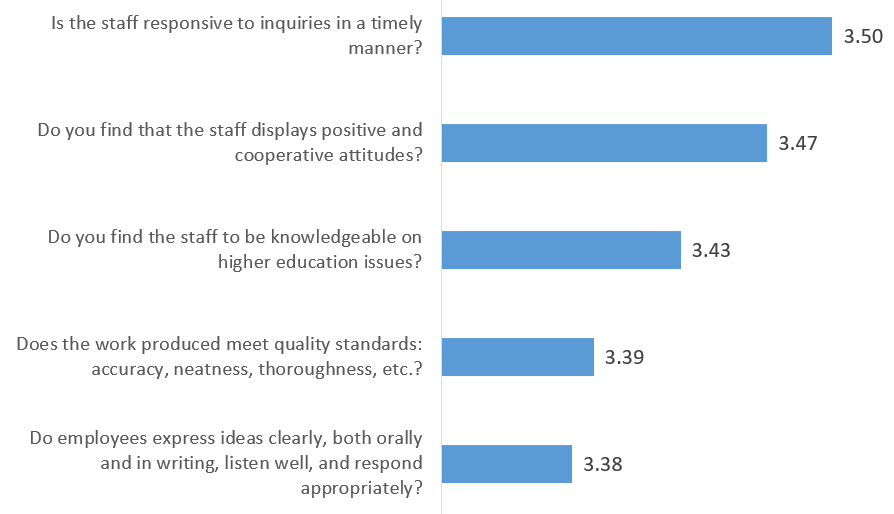 Is the staff responsive to inquiries in a timely
manner?
3.50
Do you find that the staff displays positive and
cooperative attitudes?
3.47
Do you find the staff to be knowledgeable on
higher education issues?
3.43
Does the work produced meet quality standards:
accuracy, neatness, thoroughness, etc.?
3.39
Do employees express ideas clearly, both orally
and in writing, listen well, and respond
appropriately?
3.38